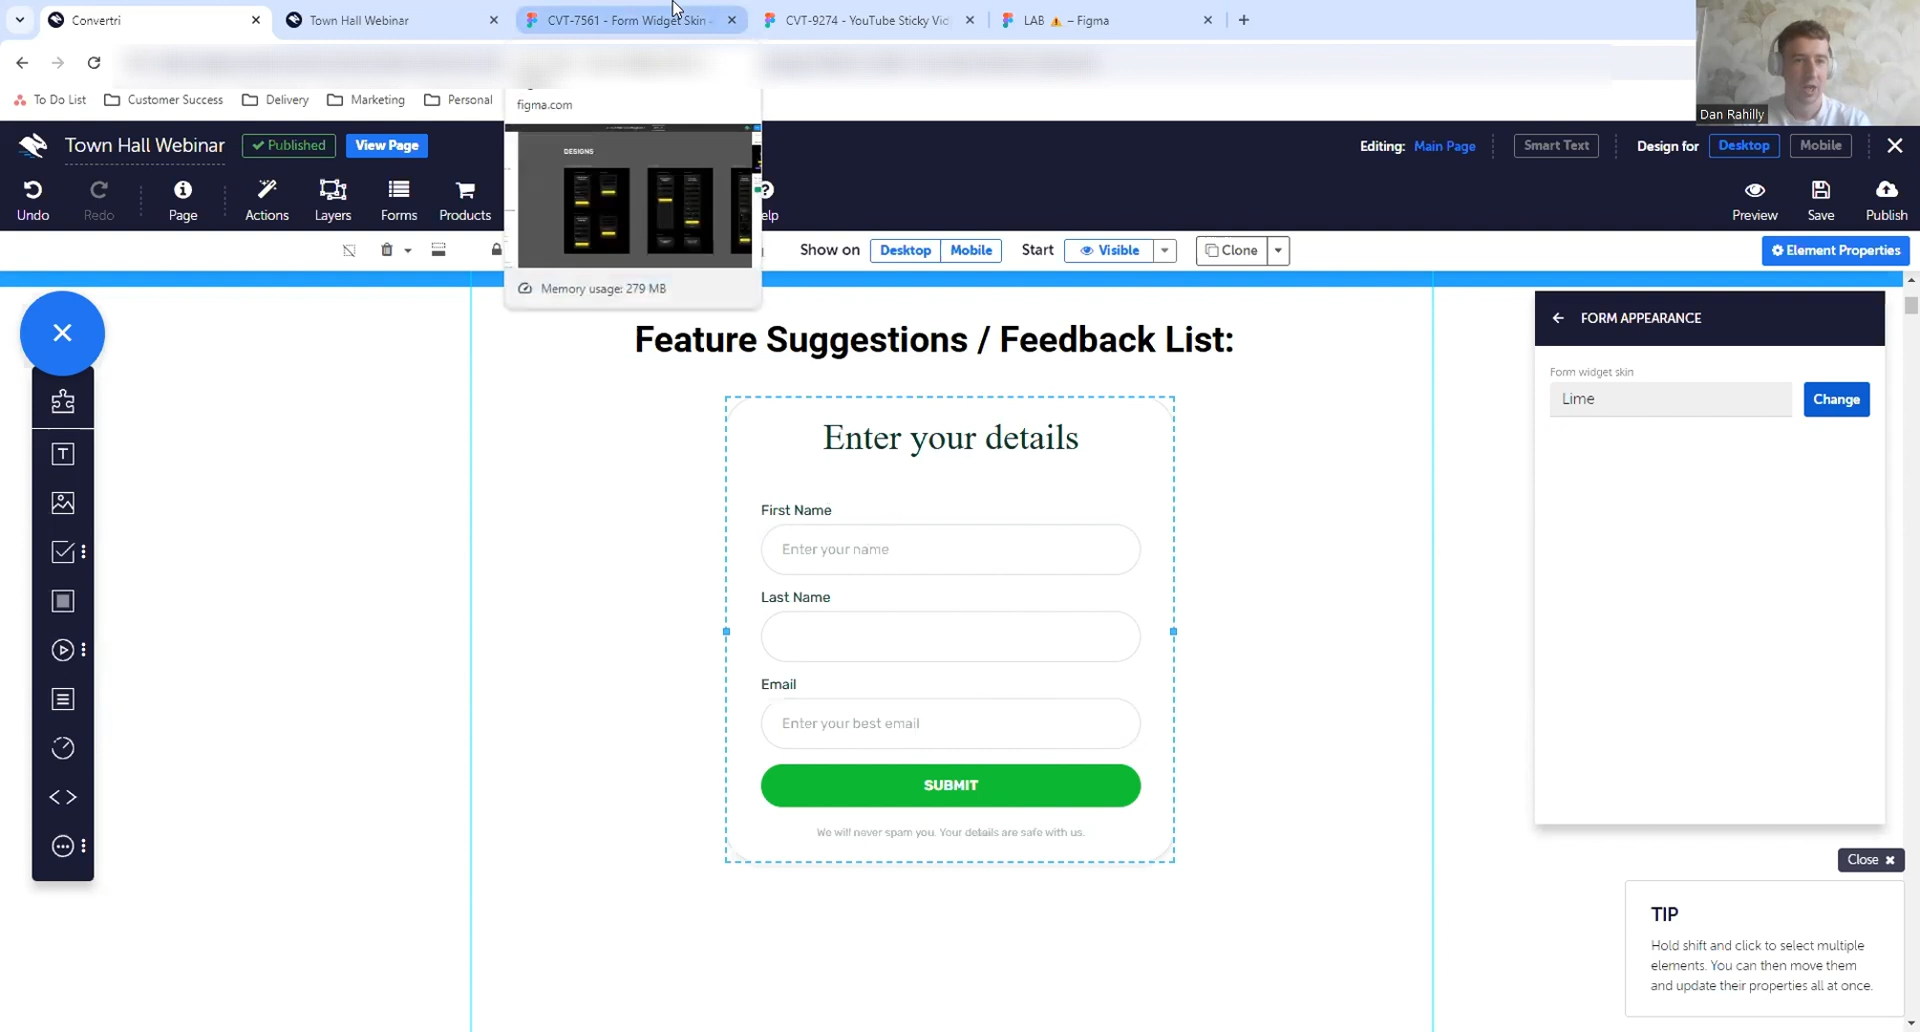 Convertri
Town Hall Webinar
CVT-7561 - Form Widget Skin -
CVT-9274 - YouTube Sticky Vid
LAB ⚠ – Figma
To Do List
Customer Success
Delivery
Marketing
Personal
figma.com
DESIGNS
Memory usage: 279 MB
Dan Rahilly
Town Hall Webinar
Published
View Page
Editing: Main Page
Smart Text
Design for
Desktop
Mobile
Undo
Redo
Page
Actions
Layers
Forms
Products
elp
Preview
Save
Publish
Show on
Desktop
Mobile
Start
Visible
Clone
Element Properties
Feature Suggestions / Feedback List:
FORM APPEARANCE
Form widget skin
Lime
Change
Enter your details
First Name
Enter your name
Last Name
Email
Enter your best email
SUBMIT
We will never spam you. Your details are safe with us.
Close
TIP
Hold shift and click to select multiple
elements. You can then move them
and update their properties all at once.